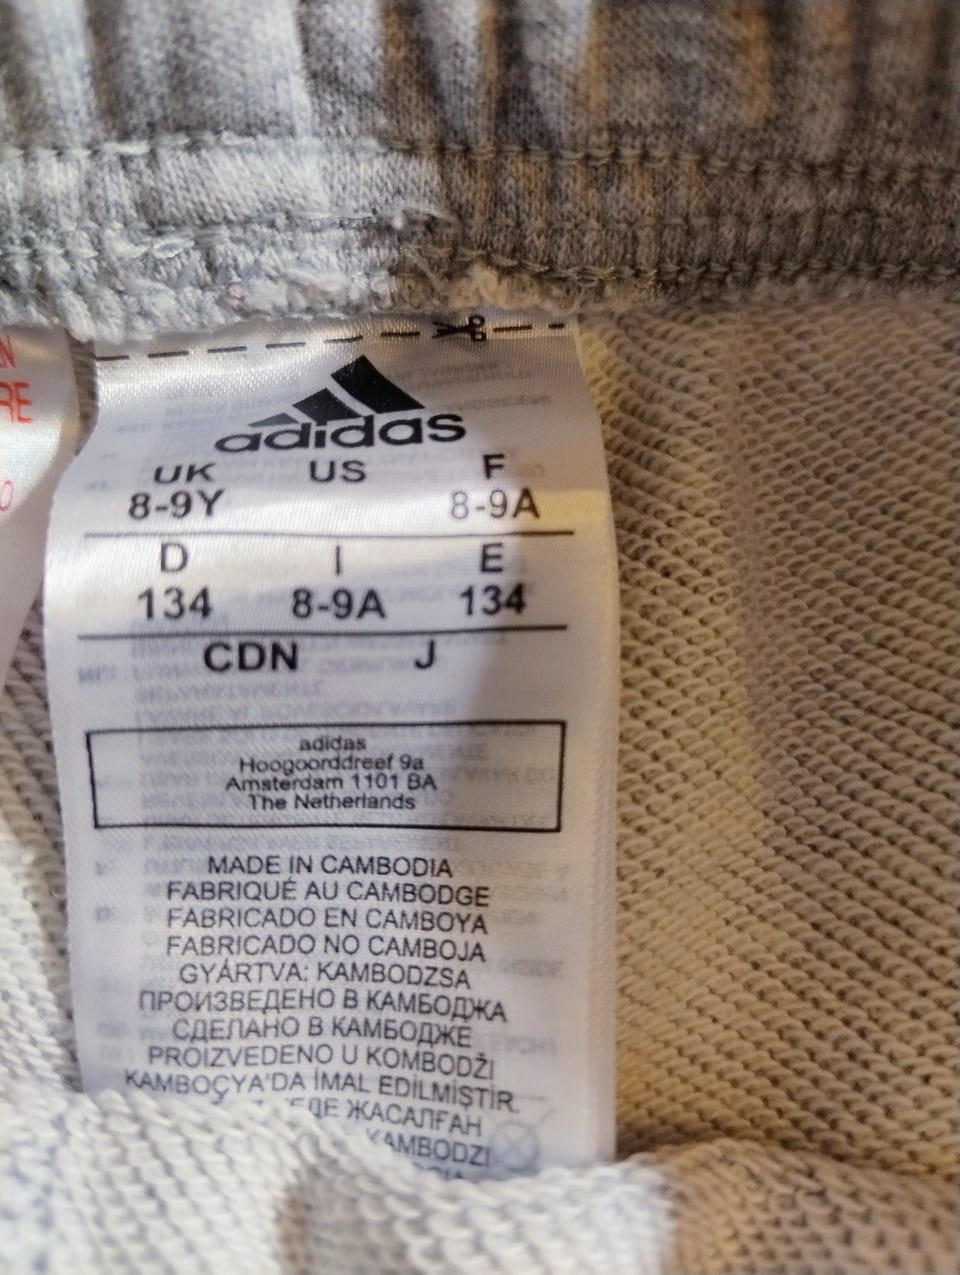 adidas
UK US F
8-9Y 8-9A
D I E
134 8-9A 134
CDN J
adidas
Hoogoorddreef 9a
Amsterdam 1101 BA
The Netherlands
MADE IN CAMBODIA
FABRIQUÉ AU CAMBODGE
FABRICADO EN CAMBOYA
FABRICADO NO CAMBOJA
GYÁRTVA: KAMBODZSA
ПРОИЗВЕДЕНО В КАМБОДЖА
СДЕЛАНО В КАМБОДЖЕ
PROIZVEDENO U KOMBODŽI
KAMBOÇYA'DA İMAL EDİLMİŞTİR.
ЖАСАЛҒАН
KAMBODZI